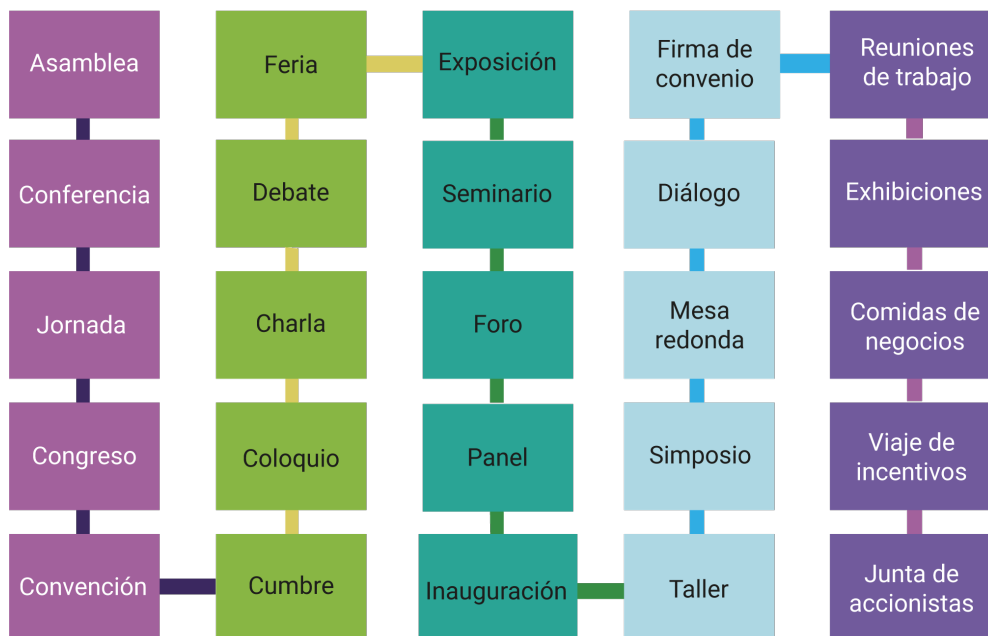 Asamblea
Conferencia
Jornada
Congreso
Convención
Cumbre
Coloquio
Charla
Debate
Feria
Exposición
Seminario
Foro
Panel
Inauguración
Taller
Simposio
Mesa
redonda
Diálogo
Firma de
convenio
Reuniones
de trabajo
Exhibiciones
Comidas de
negocios
Viaje de
incentivos
Junta de
accionistas